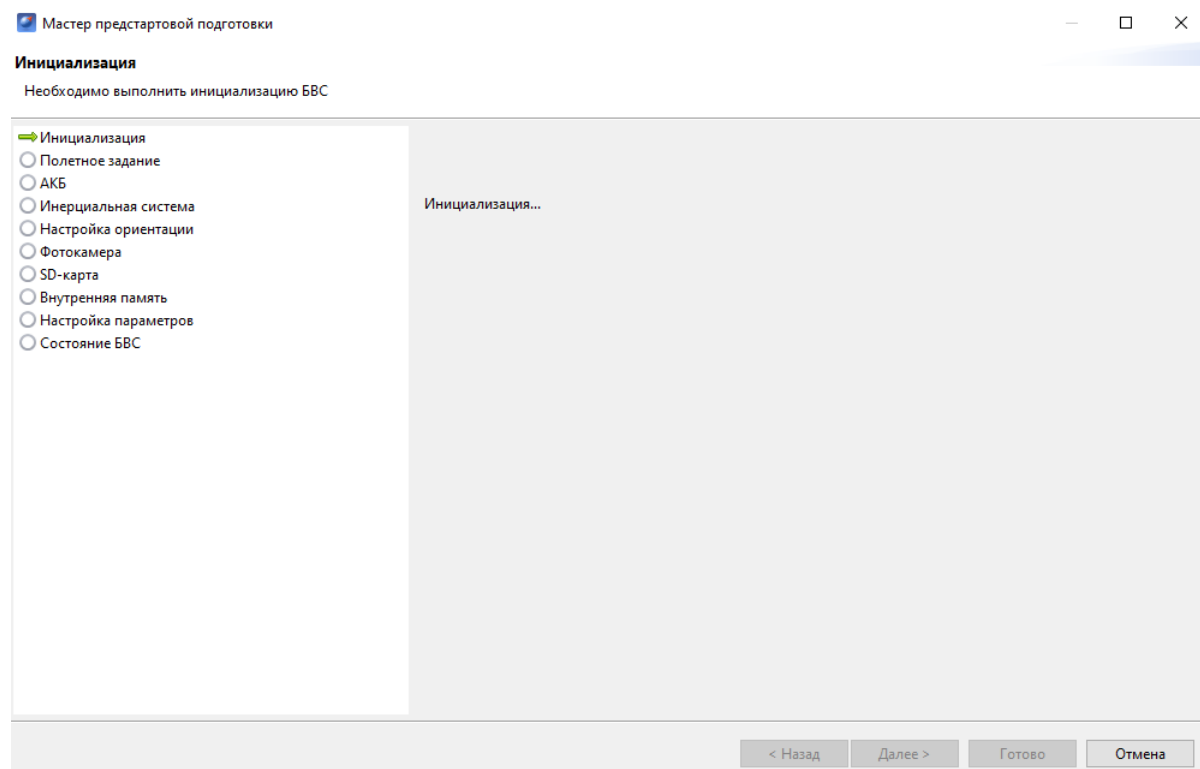 Мастер предстартовой подготовки
Инициализация
Необходимо выполнить инициализацию БВС
Инициализация
Полетное задание
АКБ
Инерциальная система
Инициализация...
Настройка ориентации
Фотокамера
SD-карта
Внутренняя память
Настройка параметров
Состояние БВС
< Назад
Далее >
Готово
Отмена